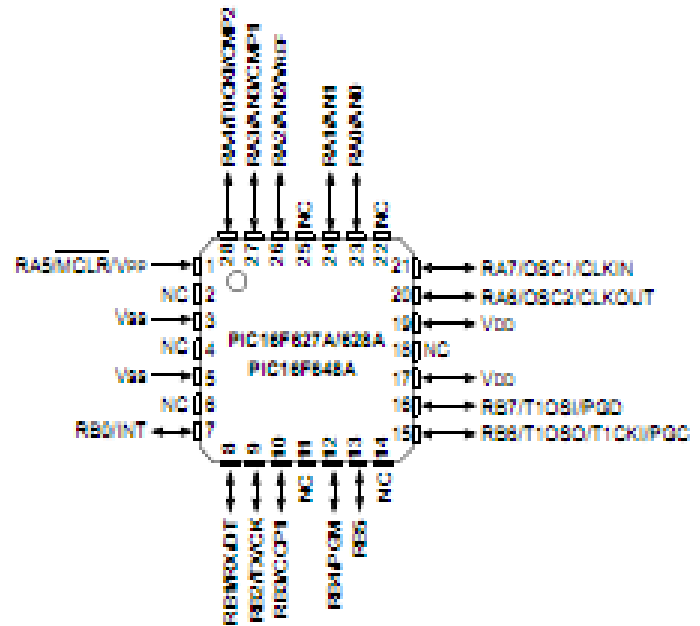 RA4/T0CKI/CMP2
RA3/AN3/CMP1
RA2/AN2/VREF
NC
RA1/AN1
RA0/AN0
NC
28 27 26 25 24 23 22
RA5/MCLR/VPP 1
NC 2
VSS 3
NC 4
VSS 5
NC 6
RB0/INT 7
PIC16F627A/628A
PIC16F648A
21 RA7/OSC1/CLKIN
20 RA6/OSC2/CLKOUT
19 VDD
18 NC
17 VDD
16 RB7/T1OSI/PGD
15 RB6/T1OSO/T1CKI/PGC
8 9 10 11 12 13 14
RB1/RX/DT
RB2/TX/CK
RB3/CCP1
NC
RB4/PGM
RB5
NC